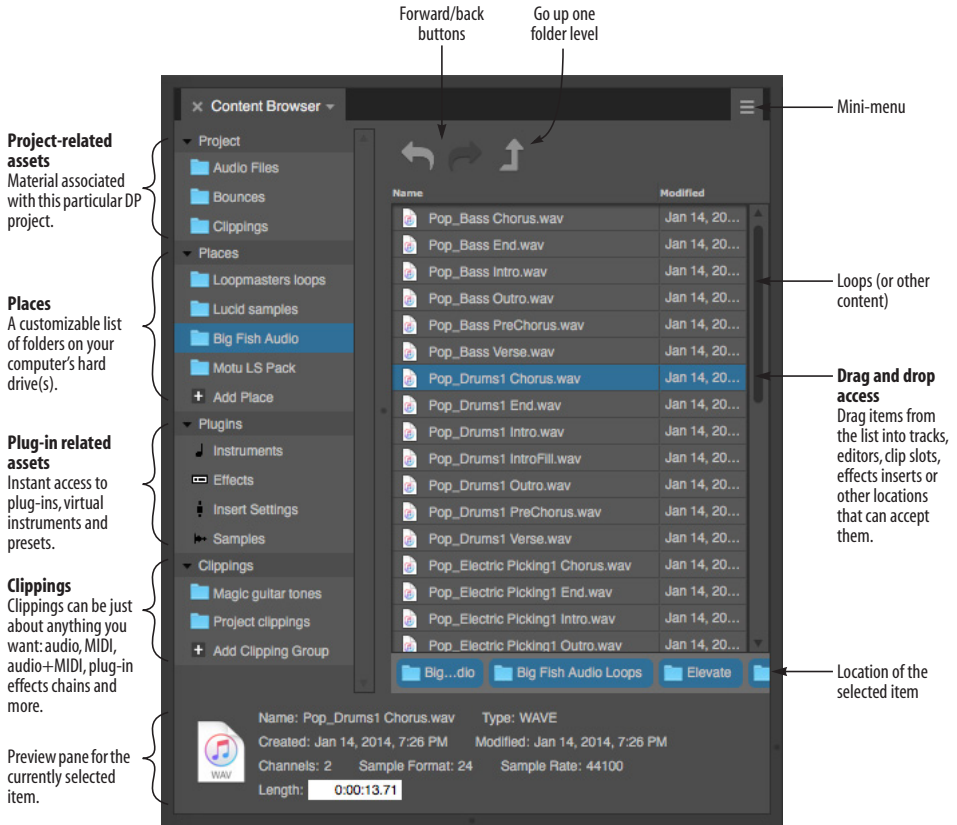 Forward/back
buttons
Go up one
folder level
Content Browser
Mini-menu
Project-related
assets
Material associated
with this particular DP
project.
Places
A customizable list
of folders on your
computer's hard
drive(s).
Plug-in related
assets
Instant access to
plug-ins, virtual
instruments and
presets.
Clippings
Clippings can be just
about anything you
want: audio, MIDI,
audio+MIDI, plug-in
effects chains and
more.
Preview pane for the
currently selected
item.
Project
Audio Files
Bounces
Clippings
Places
Loopmasters loops
Lucid samples
Big Fish Audio
Motu LS Pack
Add Place
Plugins
Instruments
Effects
Insert Settings
Samples
Clippings
Magic guitar tones
Project clippings
Add Clipping Group
Name Modified
Pop_Bass Chorus.wav Jan 14, 20...
Pop_Bass End.wav Jan 14, 20...
Pop_Bass Intro.wav Jan 14, 20...
Pop_Bass Outro.wav Jan 14, 20...
Pop_Bass PreChorus.wav Jan 14, 20...
Pop_Bass Verse.wav Jan 14, 20...
Pop_Drums1 Chorus.wav Jan 14, 20...
Pop_Drums1 End.wav Jan 14, 20...
Pop_Drums1 Intro.wav Jan 14, 20...
Pop_Drums1 IntroFill.wav Jan 14, 20...
Pop_Drums1 Outro.wav Jan 14, 20...
Pop_Drums1 PreChorus.wav Jan 14, 20...
Pop_Drums1 Verse.wav Jan 14, 20...
Pop_Electric Picking1 Chorus.wav Jan 14, 20...
Pop_Electric Picking1 End.wav Jan 14, 20...
Pop_Electric Picking1 Intro.wav Jan 14, 20...
Pop_Electric Picking1 Outro.wav Jan 14, 20...
Big...dio Big Fish Audio Loops Elevate
Loops (or other
content)
Drag and drop
access
Drag items from
the list into tracks,
editors, clip slots,
effects inserts or
other locations
that can accept
them.
Location of the
selected item
WAV
Name: Pop_Drums1 Chorus.wav Type: WAVE
Created: Jan 14, 2014, 7:26 PM Modified: Jan 14, 2014, 7:26 PM
Channels: 2 Sample Format: 24 Sample Rate: 44100
Length: 0:00:13.71